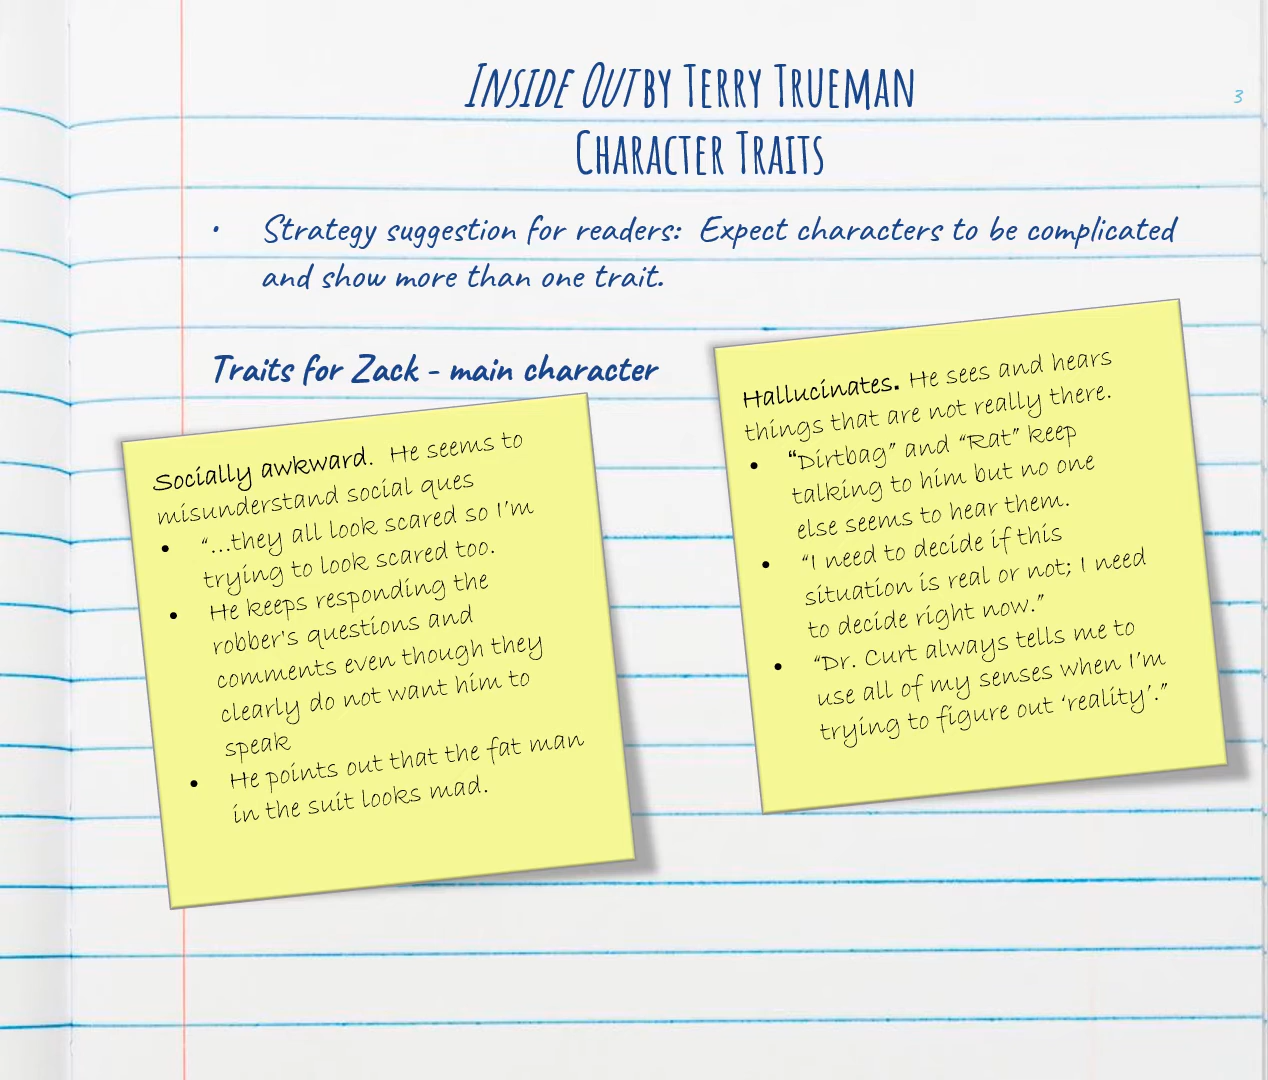 Inside Out by Terry Trueman
3
Character Traits
• Strategy suggestion for readers: Expect characters to be complicated
and show more than one trait.
Traits for Zack - main character
Socially awkward. He seems to
misunderstand social ques
• “...they all look scared so I’m
trying to look scared too.
• He keeps responding the
robber's questions and
comments even though they
clearly do not want him to
speak
• He points out that the fat man
in the suit looks mad.
Hallucinates. He sees and hears
things that are not really there.
• “Dirtbag” and “Rat” keep
talking to him but no one
else seems to hear them.
• “I need to decide if this
situation is real or not; I need
to decide right now.”
• “Dr. Curt always tells me to
use all of my senses when I’m
trying to figure out ‘reality’.”